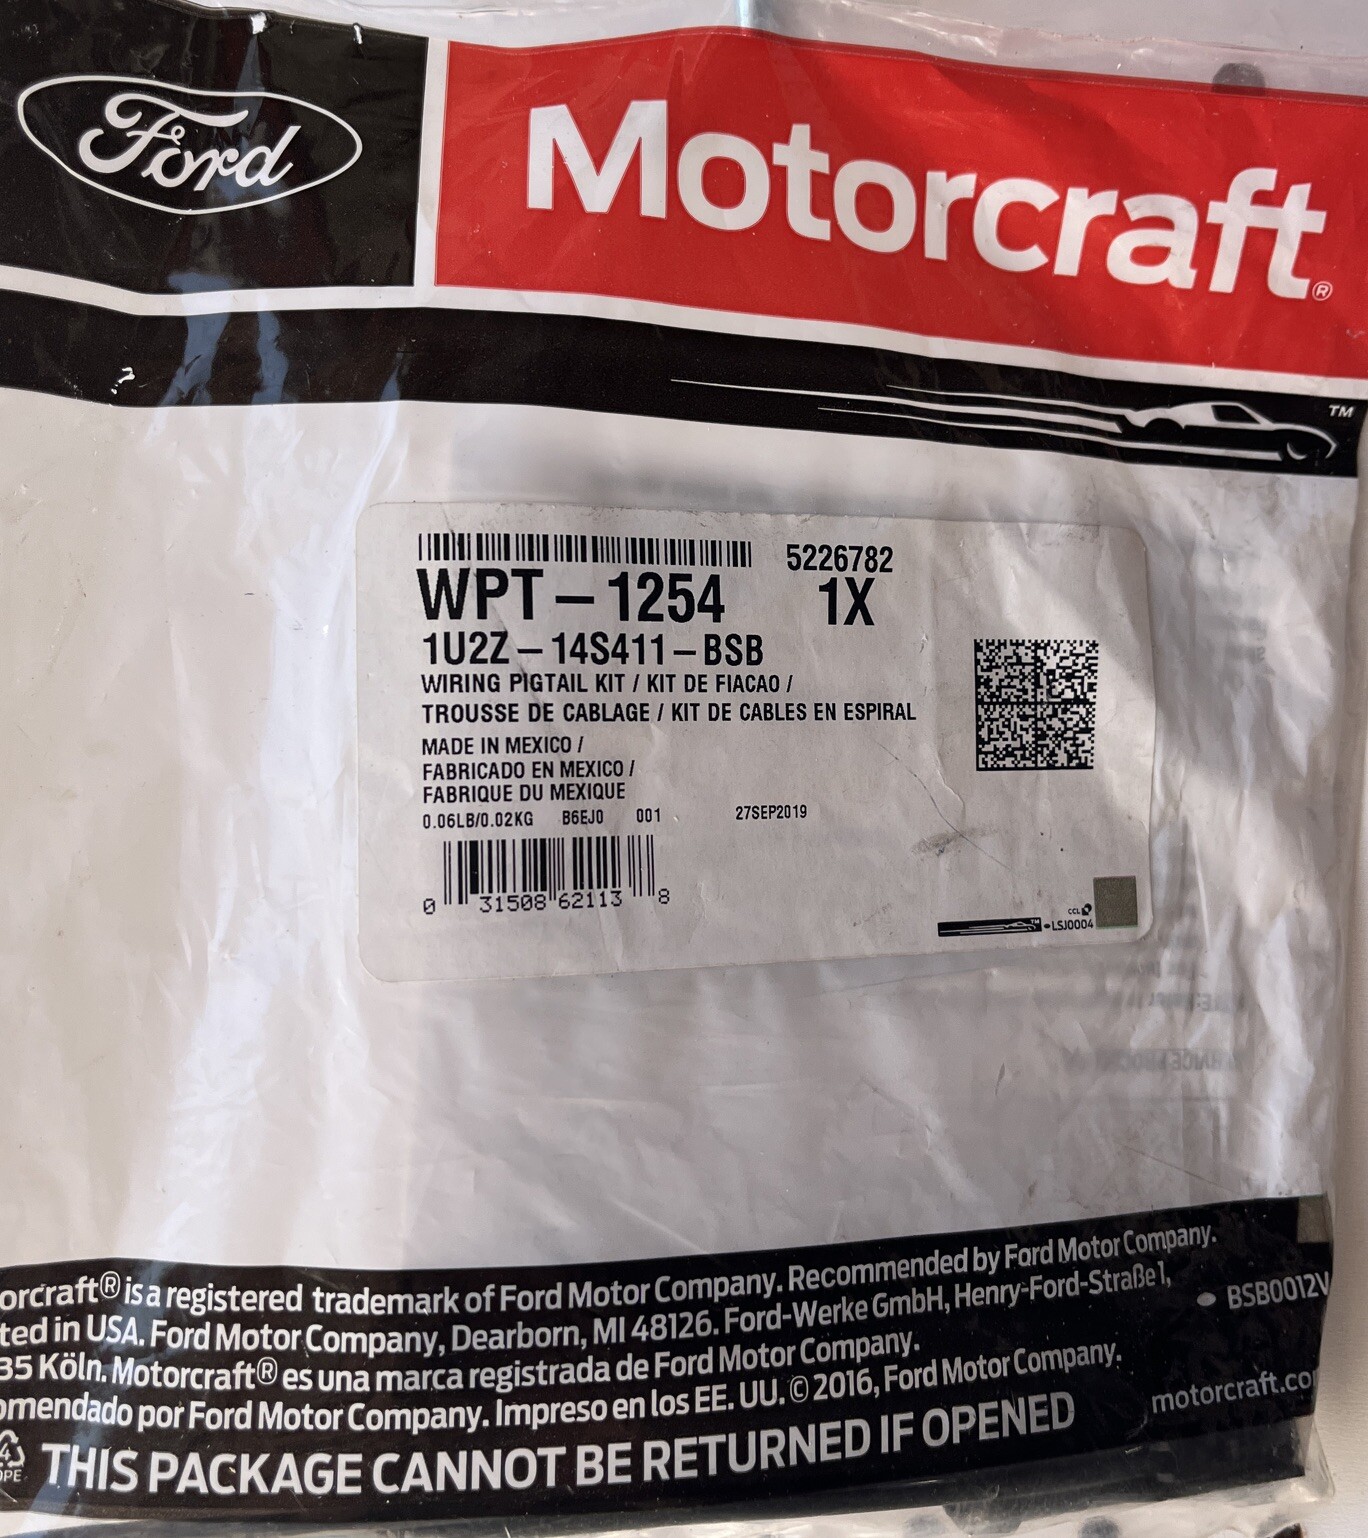 Ford
Motorcraft®
TM
5226782
WPT-1254 1X
1U2Z-14S411-BSB
WIRING PIGTAIL KIT / KIT DE FIACAO /
TROUSSE DE CABLAGE / KIT DE CABLES EN ESPIRAL
MADE IN MEXICO /
FABRICADO EN MEXICO /
FABRIQUE DU MEXIQUE
0.06LB/0.02KG B6EJ0 001 27SEP2019
0 31508 62113 8
CCL
TM •LSJ0004
orcraft® is a registered trademark of Ford Motor Company. Recommended by Ford Motor Company.
ted in USA. Ford Motor Company, Dearborn, MI 48126. Ford-Werke GmbH, Henry-Ford-Straße 1,
35 Köln. Motorcraft® es una marca registrada de Ford Motor Company.
omendado por Ford Motor Company. Impreso en los EE. UU. © 2016, Ford Motor Company.
• BSB0012V
motorcraft.co
4
DPE
THIS PACKAGE CANNOT BE RETURNED IF OPENED